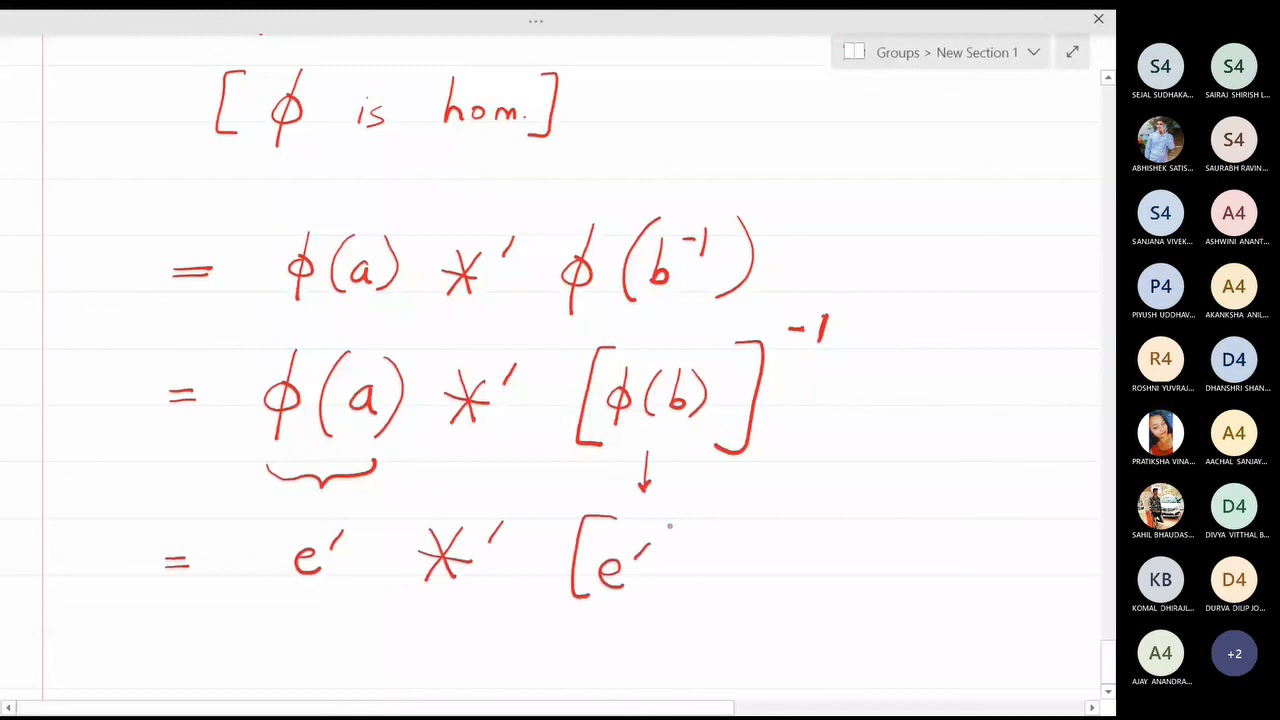 Groups > New Section 1
[ ϕ is hom. ]
= ϕ(a) *′ ϕ(b⁻¹)
= ϕ(a) *′ [ϕ(b)]⁻¹
= e′ *′ [e′
S4
SEJAL SUDHAKA...
S4
SAIRAJ SHIRISH L...
ABHISHEK SATIS...
S4
SAURABH RAVIN...
S4
SANJANA VIVEK...
A4
ASHWINI ANANT...
P4
PIYUSH UDDHAV...
A4
AKANKSHA ANIL...
R4
ROSHNI YUVRAJ...
D4
DHANSHRI SHAN...
PRATIKSHA VINA...
A4
AACHAL SANJAY...
SAHIL BHAUDAS...
D4
DIVYA VITTHAL B...
KB
KOMAL DHIRAJL...
D4
DURVA DILIP JO...
A4
AJAY ANANDRA...
+2